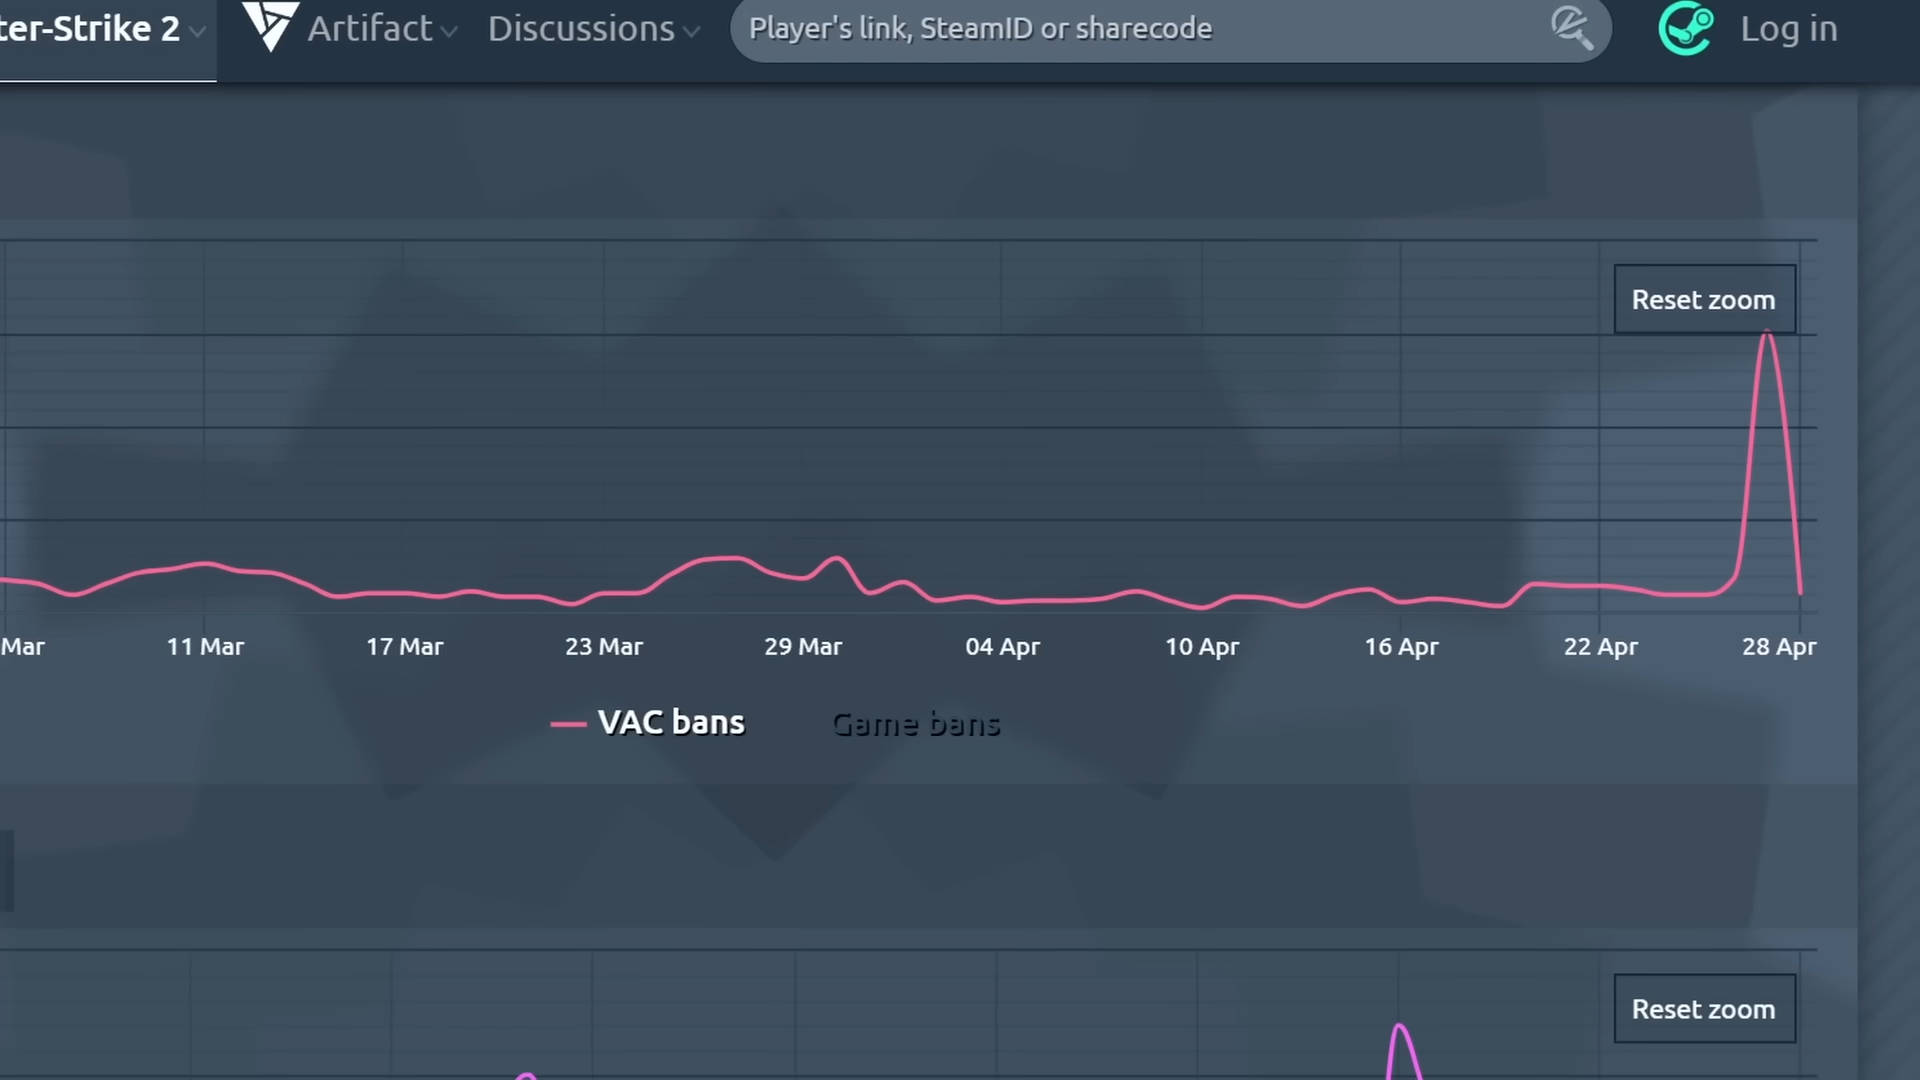 ter-Strike 2 Artifact Discussions Player's link, SteamID or sharecode Log in
Reset zoom
Mar 11 Mar 17 Mar 23 Mar 29 Mar 04 Apr 10 Apr 16 Apr 22 Apr 28 Apr
VAC bans Game bans
Reset zoom